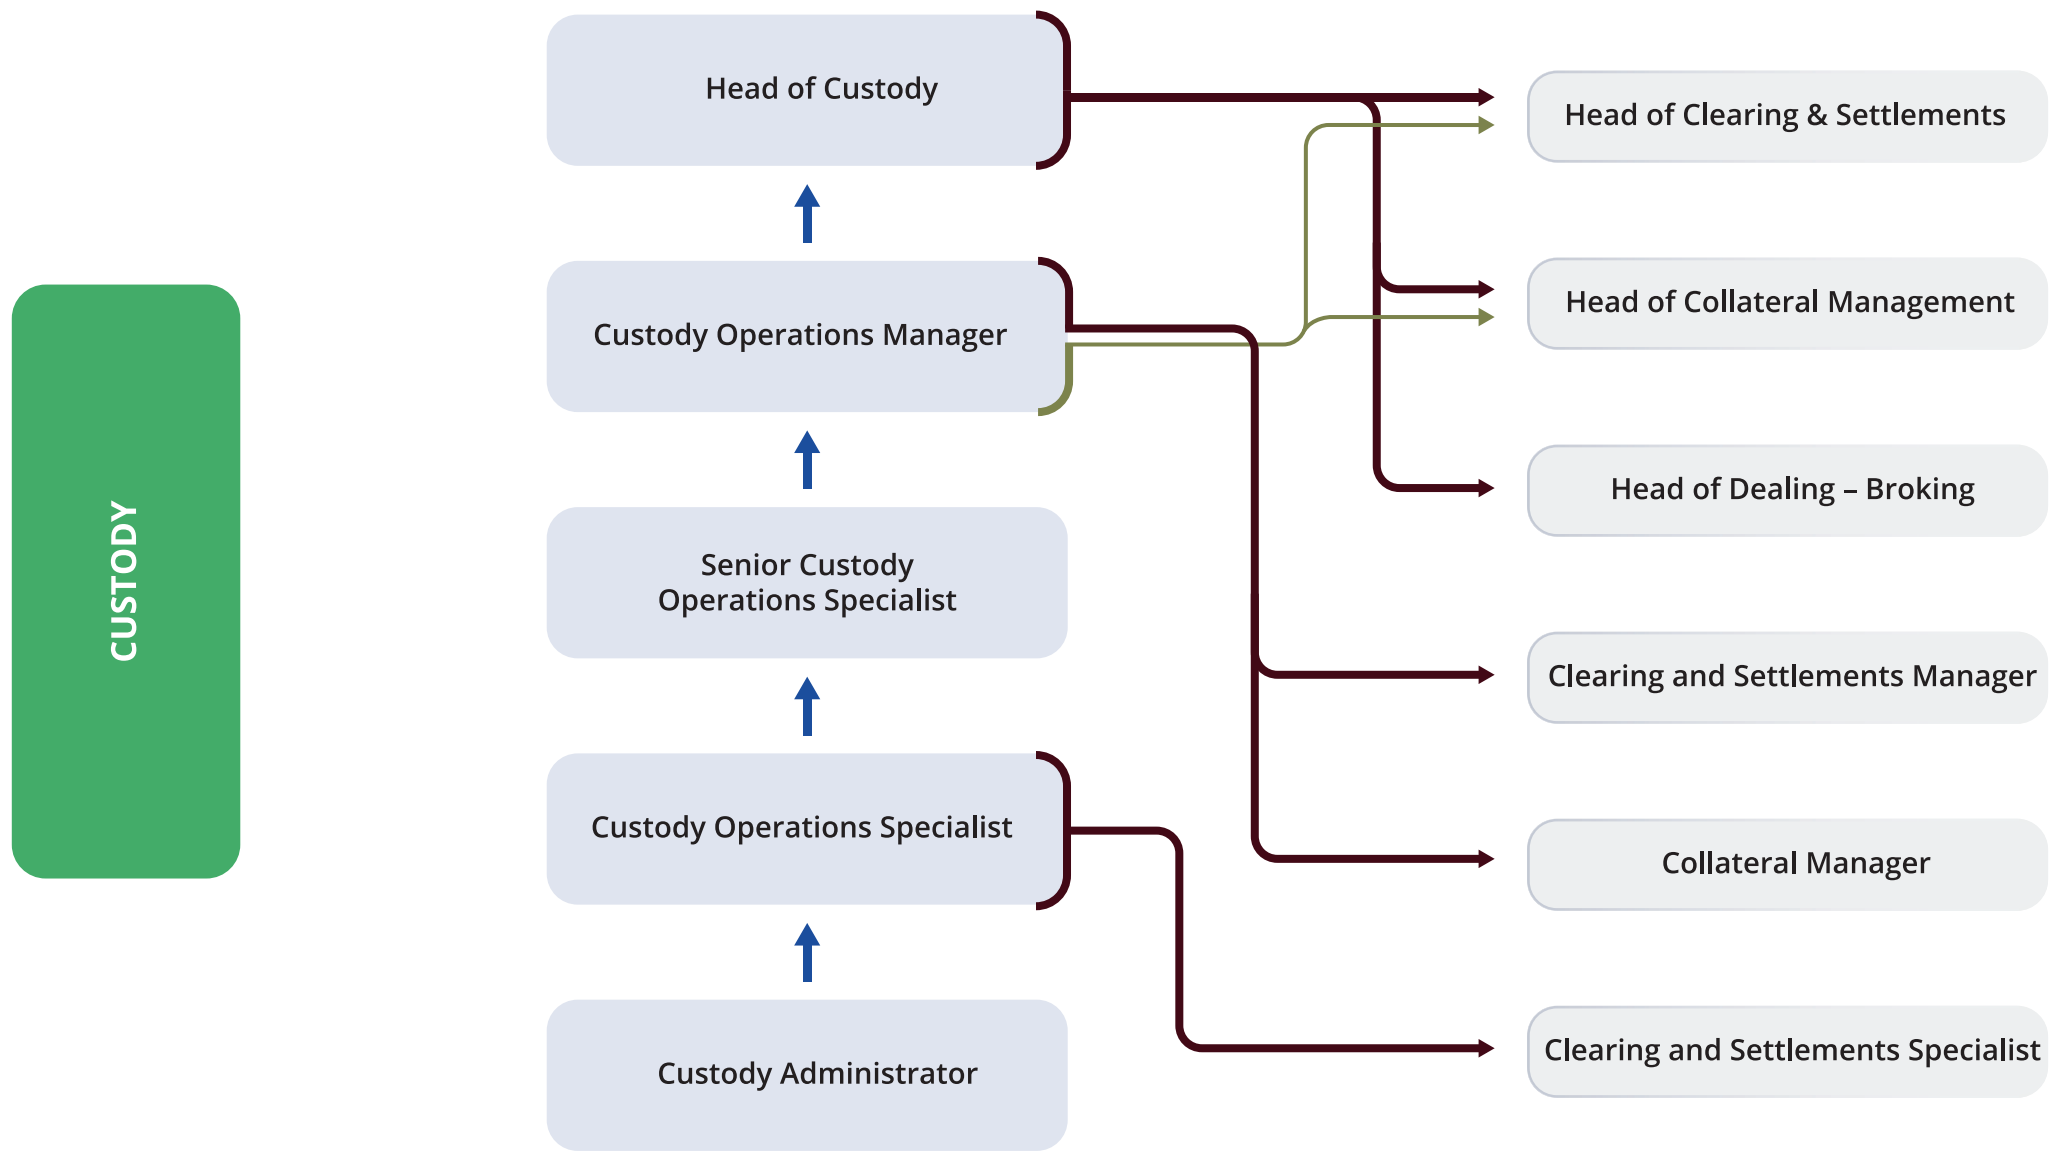 CUSTODY
Head of Custody
Custody Operations Manager
Senior Custody
Operations Specialist
Custody Operations Specialist
Custody Administrator
Head of Clearing & Settlements
Head of Collateral Management
Head of Dealing – Broking
Clearing and Settlements Manager
Collateral Manager
Clearing and Settlements Specialist